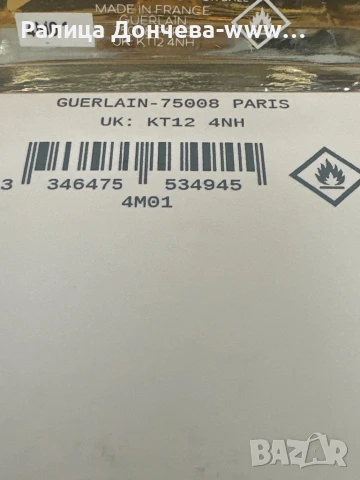 MADE IN FRANCE
GUERLAIN
UK: KT12 4NH
Ралица Дончева-www...
GUERLAIN-75008 PARIS
UK: KT12 4NH
3 346475 534945
4M01
BAZAR.bg